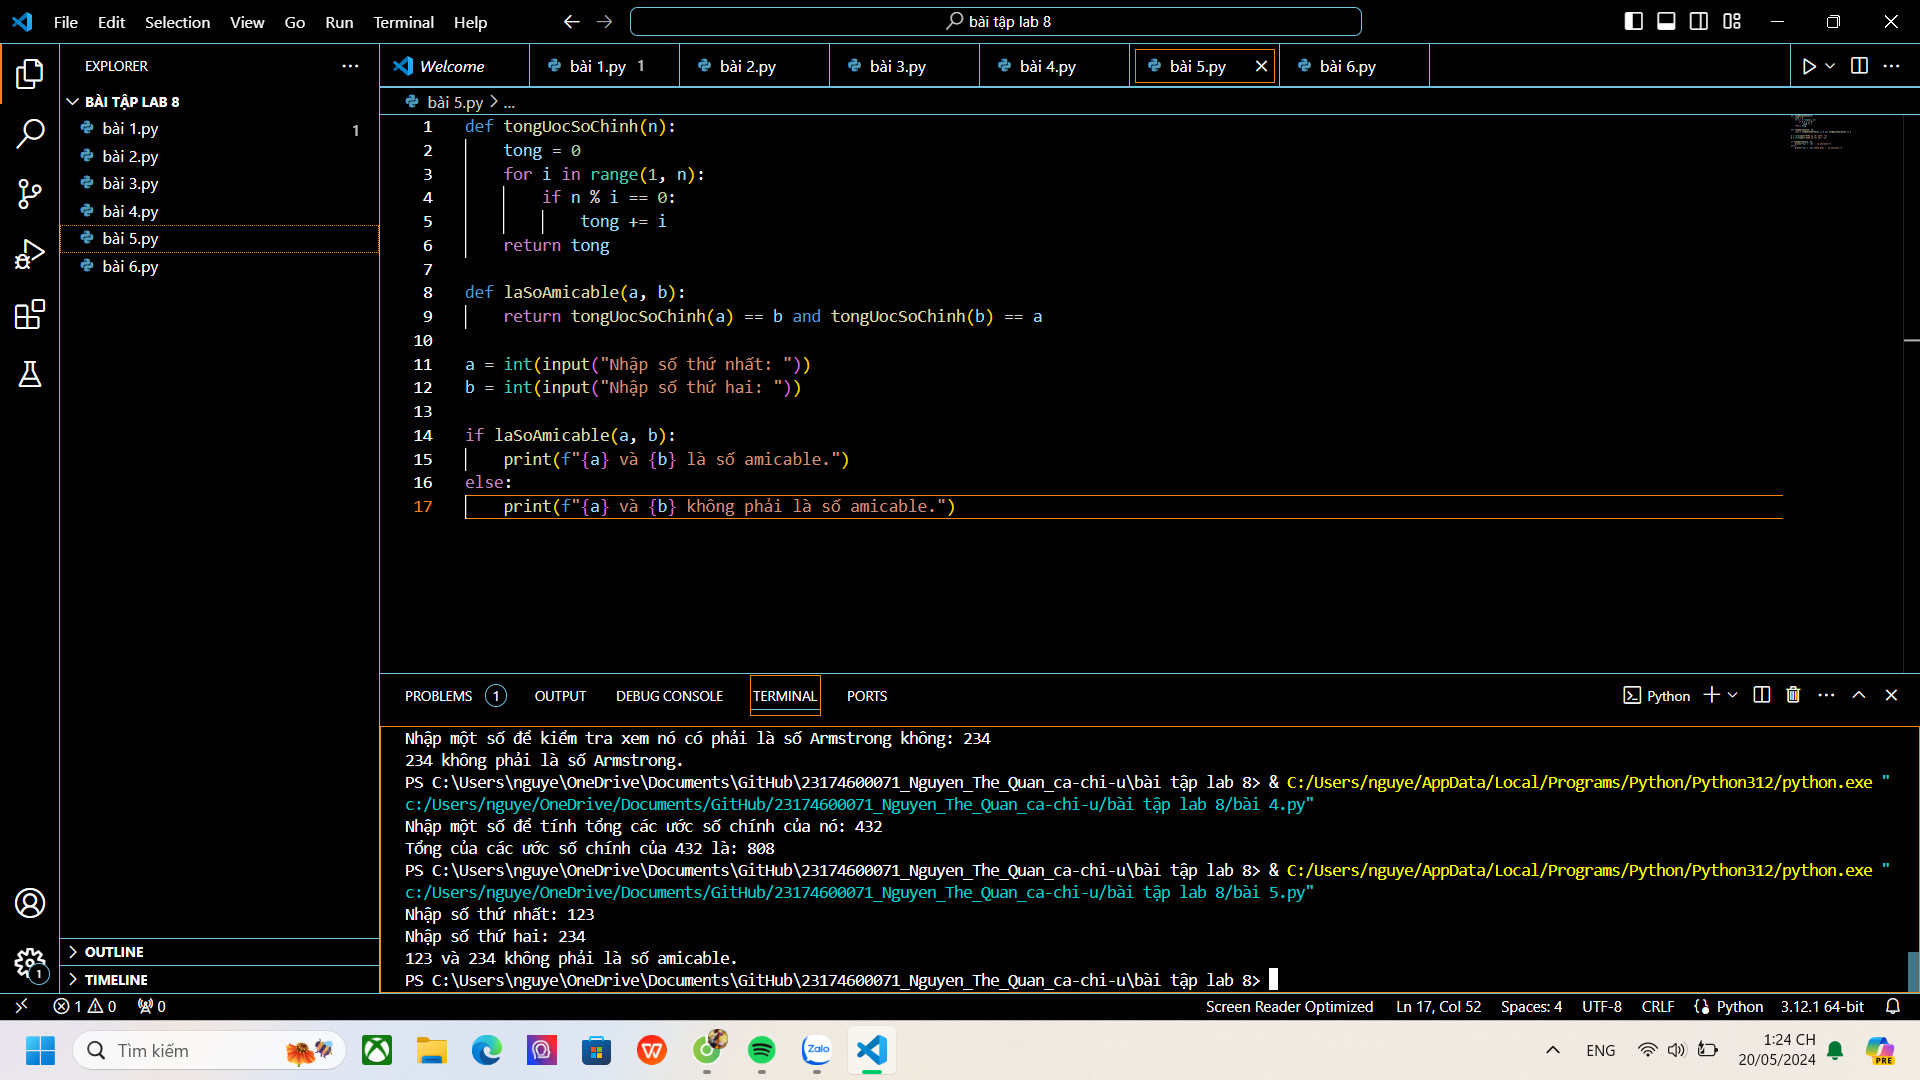 File Edit Selection View Go Run Terminal Help
bài tập lab 8
EXPLORER
BÀI TẬP LAB 8
bài 1.py 1
bài 2.py
bài 3.py
bài 4.py
bài 5.py
bài 6.py
OUTLINE
TIMELINE
Welcome bài 1.py 1 bài 2.py bài 3.py bài 4.py bài 5.py bài 6.py
bài 5.py > ...
1 def tongUocSoChinh(n):
2 tong = 0
3 for i in range(1, n):
4 if n % i == 0:
5 tong += i
6 return tong
7
8 def laSoAmicable(a, b):
9 return tongUocSoChinh(a) == b and tongUocSoChinh(b) == a
10
11 a = int(input("Nhập số thứ nhất: "))
12 b = int(input("Nhập số thứ hai: "))
13
14 if laSoAmicable(a, b):
15 print(f"{a} và {b} là số amicable.")
16 else:
17 print(f"{a} và {b} không phải là số amicable.")
PROBLEMS 1 OUTPUT DEBUG CONSOLE TERMINAL PORTS
Python
Nhập một số để kiểm tra xem nó có phải là số Armstrong không: 234
234 không phải là số Armstrong.
PS C:\Users\nguye\OneDrive\Documents\GitHub\23174600071_Nguyen_The_Quan_ca-chi-u\bài tập lab 8> & C:/Users/nguye/AppData/Local/Programs/Python/Python312/python.exe "
c:/Users/nguye/OneDrive/Documents/GitHub/23174600071_Nguyen_The_Quan_ca-chi-u/bài tập lab 8/bài 4.py"
Nhập một số để tính tổng các ước số chính của nó: 432
Tổng của các ước số chính của 432 là: 808
PS C:\Users\nguye\OneDrive\Documents\GitHub\23174600071_Nguyen_The_Quan_ca-chi-u\bài tập lab 8> & C:/Users/nguye/AppData/Local/Programs/Python/Python312/python.exe "
c:/Users/nguye/OneDrive/Documents/GitHub/23174600071_Nguyen_The_Quan_ca-chi-u/bài tập lab 8/bài 5.py"
Nhập số thứ nhất: 123
Nhập số thứ hai: 234
123 và 234 không phải là số amicable.
PS C:\Users\nguye\OneDrive\Documents\GitHub\23174600071_Nguyen_The_Quan_ca-chi-u\bài tập lab 8>
1
1 0 0
Screen Reader Optimized Ln 17, Col 52 Spaces: 4 UTF-8 CRLF Python 3.12.1 64-bit
Tìm kiếm
Zalo
ENG
1:24 CH
20/05/2024
PRE